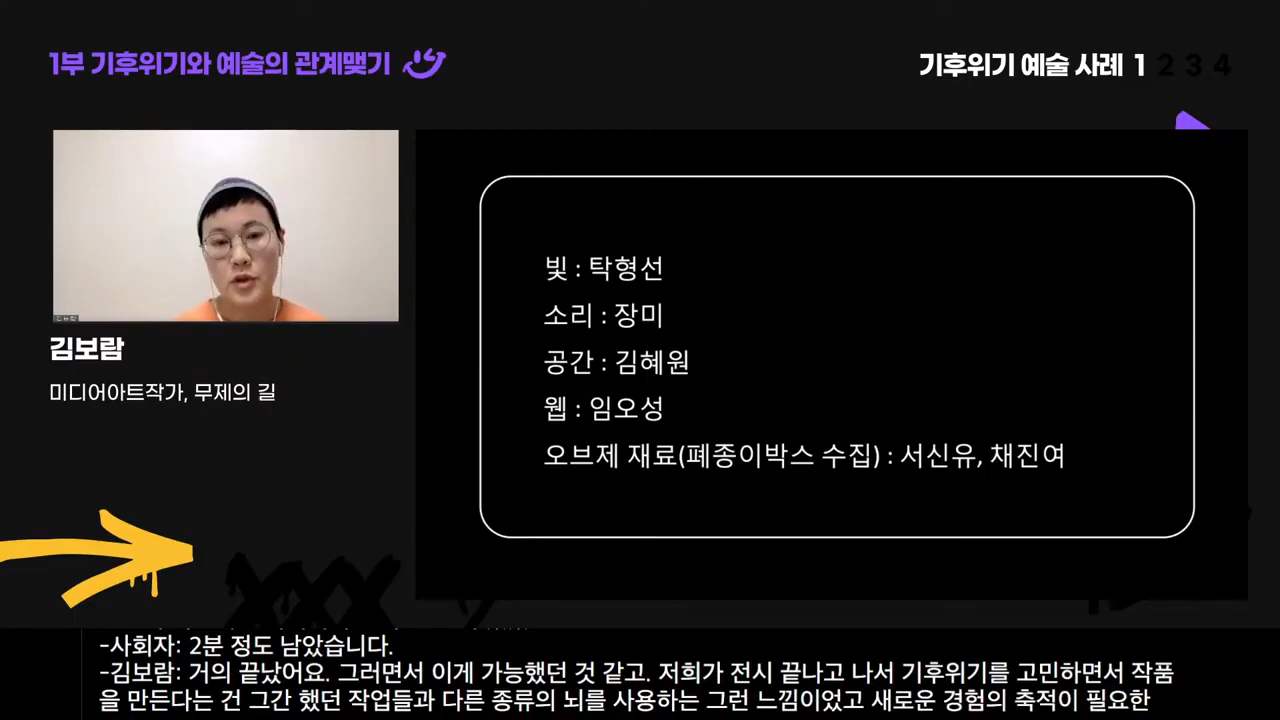 1부 기후위기와 예술의 관계맺기
기후위기 예술 사례 1 2 3 4
김보람
미디어아트작가, 무제의 길
빛 : 탁형선
소리 : 장미
공간 : 김혜원
웹 : 임오성
오브제 재료(폐종이박스 수집) : 서신유, 채진여
-사회자: 2분 정도 남았습니다.
-김보람: 거의 끝났어요. 그러면서 이게 가능했던 것 같고. 저희가 전시 끝나고 나서 기후위기를 고민하면서 작품
을 만든다는 건 그간 했던 작업들과 다른 종류의 뇌를 사용하는 그런 느낌이었고 새로운 경험의 축적이 필요한